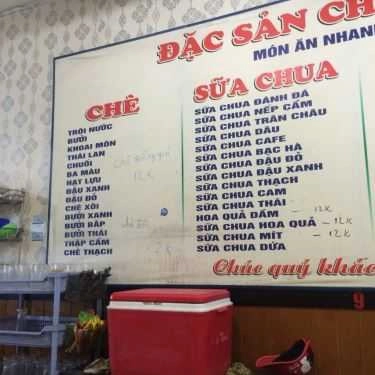 ĐẶC SẢN CH
MÓN ĂN NHANH
CHÈ
TRÔI NƯỚC
BƯỞI
KHOAI MÔN
THÁI LAN
CHUỐI
BA MÀU
HẠT LỰU
ĐẬU XANH
ĐẬU ĐỎ
CHÈ XÔI
BƯỞI XANH
BƯỞI BẮP
BƯỞI THÁI
THẬP CẨM
CHÈ THẠCH
12K
SỮA CHUA
SỮA CHUA ĐÁNH ĐÁ
SỮA CHUA NẾP CẨM
SỮA CHUA TRÂN CHÂU
SỮA CHUA DÂU
SỮA CHUA CAFE
SỮA CHUA BẠC HÀ
SỮA CHUA ĐẬU ĐỎ
SỮA CHUA ĐẬU XANH
SỮA CHUA THẠCH
SỮA CHUA CAM
SỮA CHUA THÁI
HOA QUẢ DẦM - 12K
SỮA CHUA HOA QUẢ - 12K
SỮA CHUA MÍT - 12K
SỮA CHUA DỪA
Chúc quý khác
9